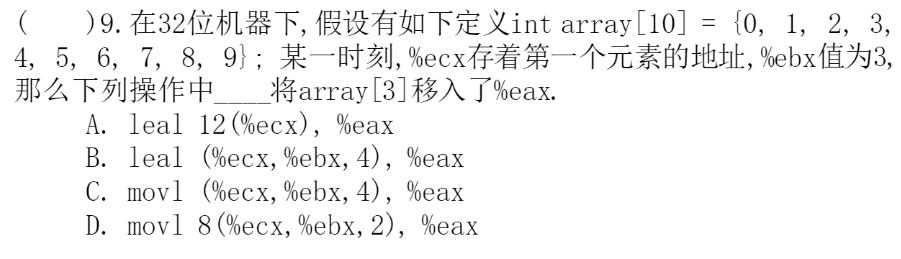 (    )9.在32位机器下,假设有如下定义int array[10] = {0, 1, 2, 3,
4, 5, 6, 7, 8, 9}; 某一时刻,%ecx存着第一个元素的地址,%ebx值为3,
那么下列操作中____将array[3]移入了%eax.
A. leal 12(%ecx), %eax
B. leal (%ecx,%ebx,4), %eax
C. movl (%ecx,%ebx,4), %eax
D. movl 8(%ecx,%ebx,2), %eax